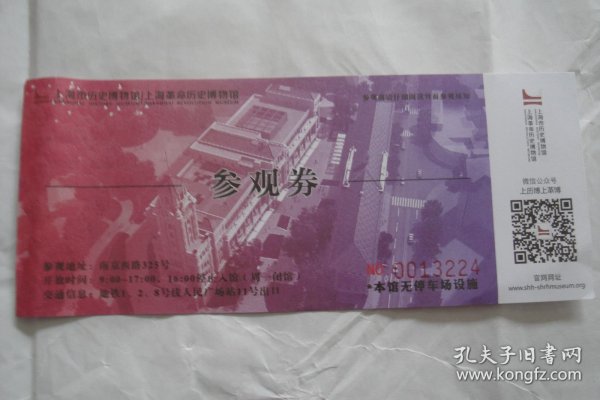 上海市历史博物馆/上海革命历史博物馆
参观券
参观地址：南京西路325号
开放时间：9:00-17:00，16:00停止入馆（周一闭馆）
交通信息：地铁1、2、8号线人民广场站11号出口
NO 0013224
*本馆无停车场设施
上海市历史博物馆
上海革命历史博物馆
微信公众号
上历博上革博
官网网址
www.shh-shrhmuseum.org
孔夫子旧书网
www.kongfz.com